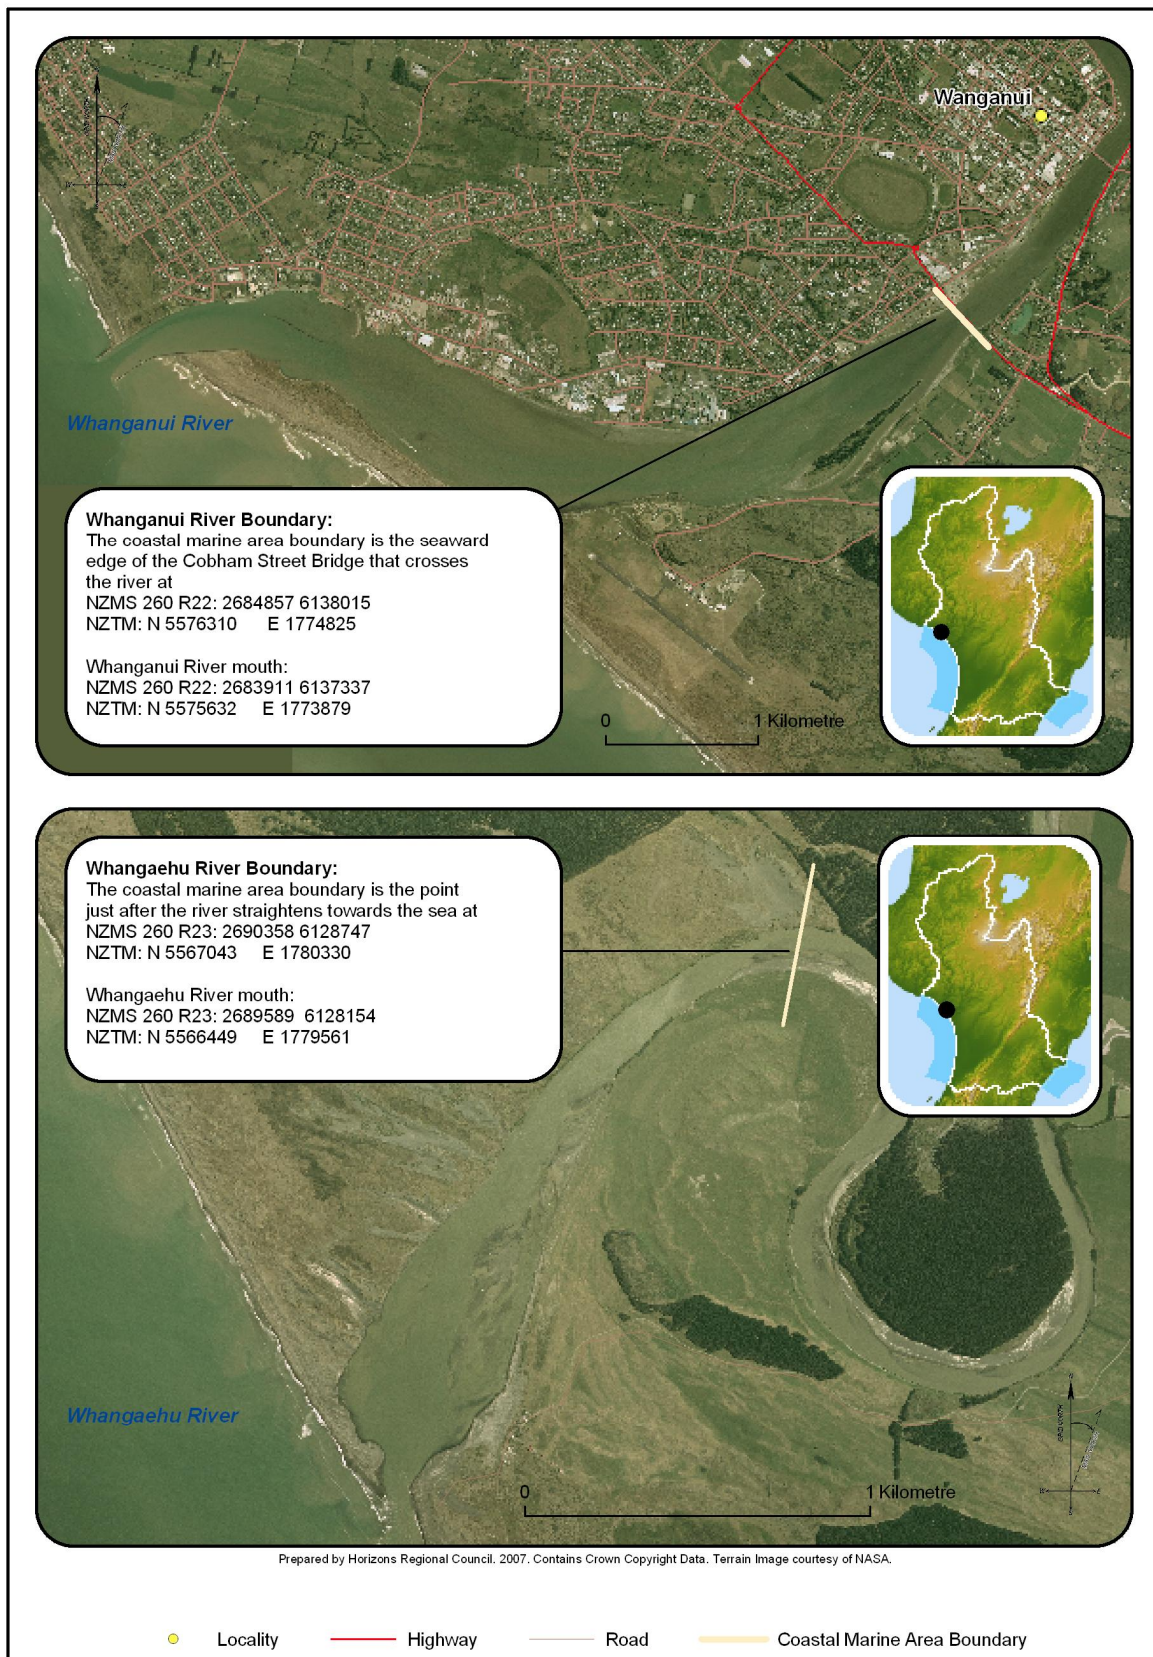 Wanganui
Whanganui River
Whanganui River Boundary:
The coastal marine area boundary is the seaward
edge of the Cobham Street Bridge that crosses
the river at
NZMS 260 R22: 2684857 6138015
NZTM: N 5576310 E 1774825
Whanganui River mouth:
NZMS 260 R22: 2683911 6137337
NZTM: N 5575632 E 1773879
0 1 Kilometre
Whangaehu River Boundary:
The coastal marine area boundary is the point
just after the river straightens towards the sea at
NZMS 260 R23: 2690358 6128747
NZTM: N 5567043 E 1780330
Whangaehu River mouth:
NZMS 260 R23: 2689589 6128154
NZTM: N 5566449 E 1779561
Whangaehu River
0 1 Kilometre
Prepared by Horizons Regional Council. 2007. Contains Crown Copyright Data. Terrain Image courtesy of NASA.
Locality Highway Road Coastal Marine Area Boundary